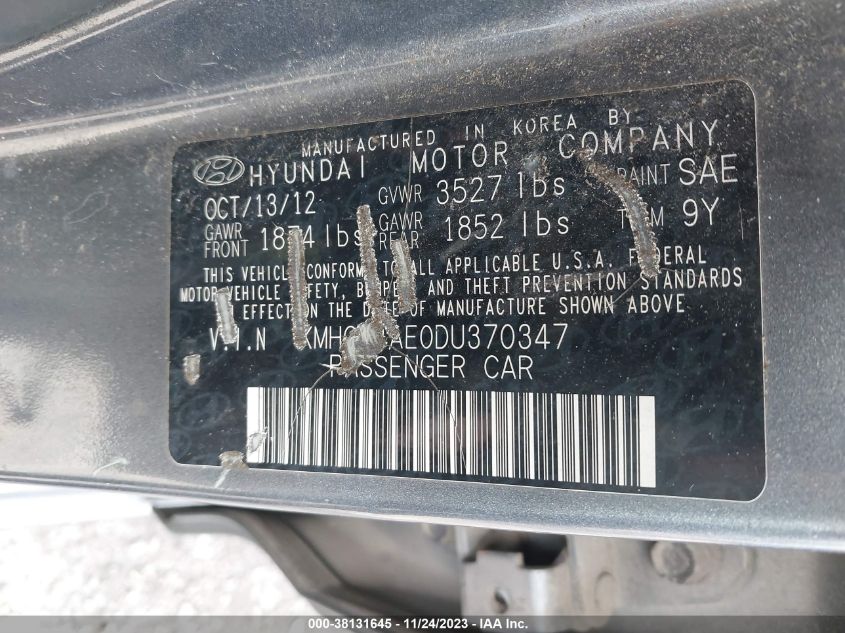 MANUFACTURED IN KOREA BY
HYUNDAI MOTOR COMPANY
OCT/13/12 GVWR 3527 lbs PAINT SAE
GAWR FRONT 1874 lbs GAWR REAR 1852 lbs TRIM 9Y
THIS VEHICLE CONFORMS TO ALL APPLICABLE U.S.A. FEDERAL
MOTOR VEHICLE SAFETY, BUMPER, AND THEFT PREVENTION STANDARDS
EFFECT ON THE DATE OF MANUFACTURE SHOWN ABOVE
V.I.N KMHC AE0DU370347
PASSENGER CAR
000-38131645 - 11/24/2023 - IAA Inc.